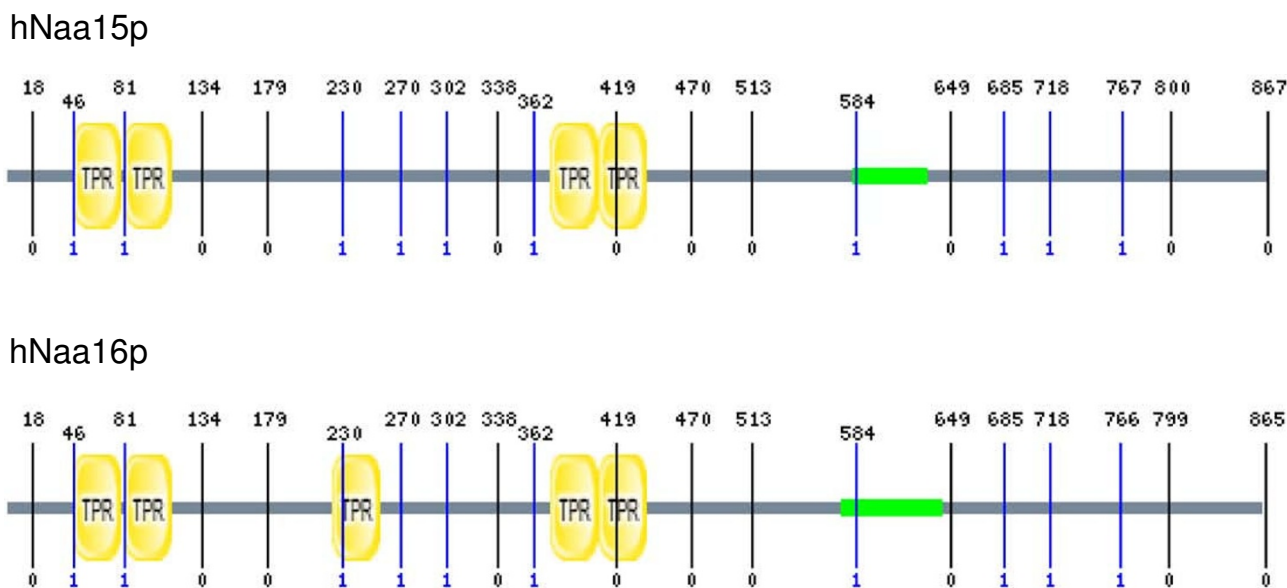 hNaa15p
18 46 81 134 179 230 270 302 338 362 419 470 513 584 649 685 718 767 800 867
TPR TPR TPR TPR
0 1 1 0 0 1 1 1 0 1 0 0 0 1 0 1 1 1 0 0
hNaa16p
18 46 81 134 179 230 270 302 338 362 419 470 513 584 649 685 718 766 799 865
TPR TPR TPR TPR TPR
0 1 1 0 0 1 1 1 0 1 0 0 0 1 0 1 1 1 0 0